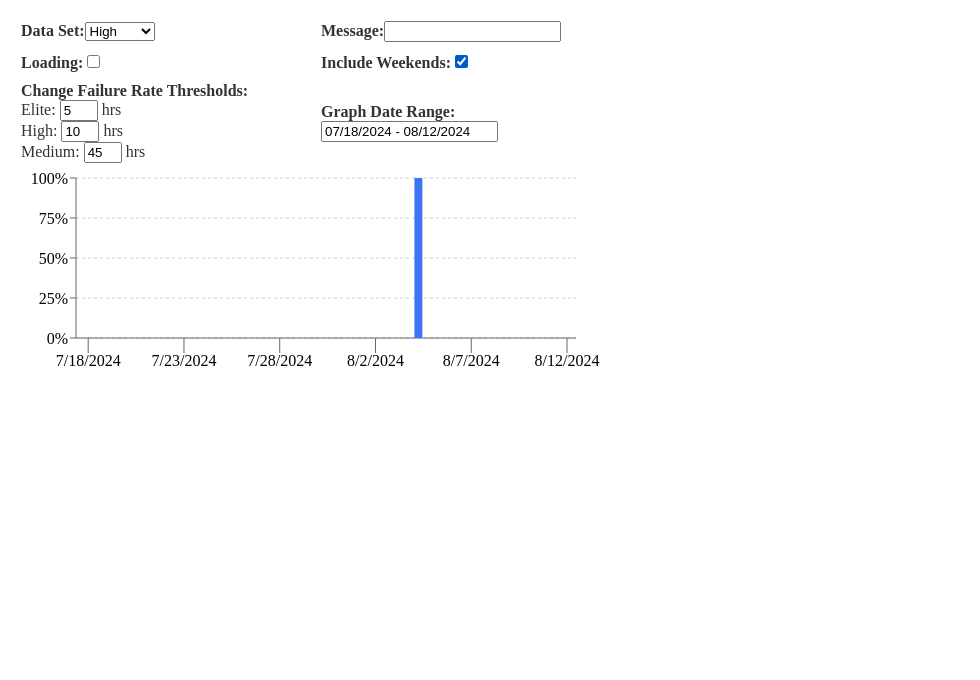 Data Set: High
Message:
Loading:
Include Weekends:
Change Failure Rate Thresholds:
Elite: 5 hrs
High: 10 hrs
Medium: 45 hrs
Graph Date Range:
07/18/2024 - 08/12/2024
100%
75%
50%
25%
0%
7/18/2024 7/23/2024 7/28/2024 8/2/2024 8/7/2024 8/12/2024